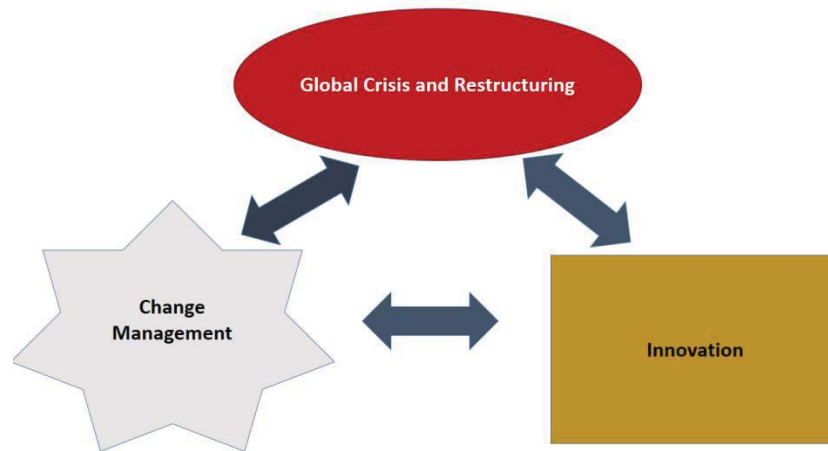 Global Crisis and Restructuring
Change
Management
Innovation